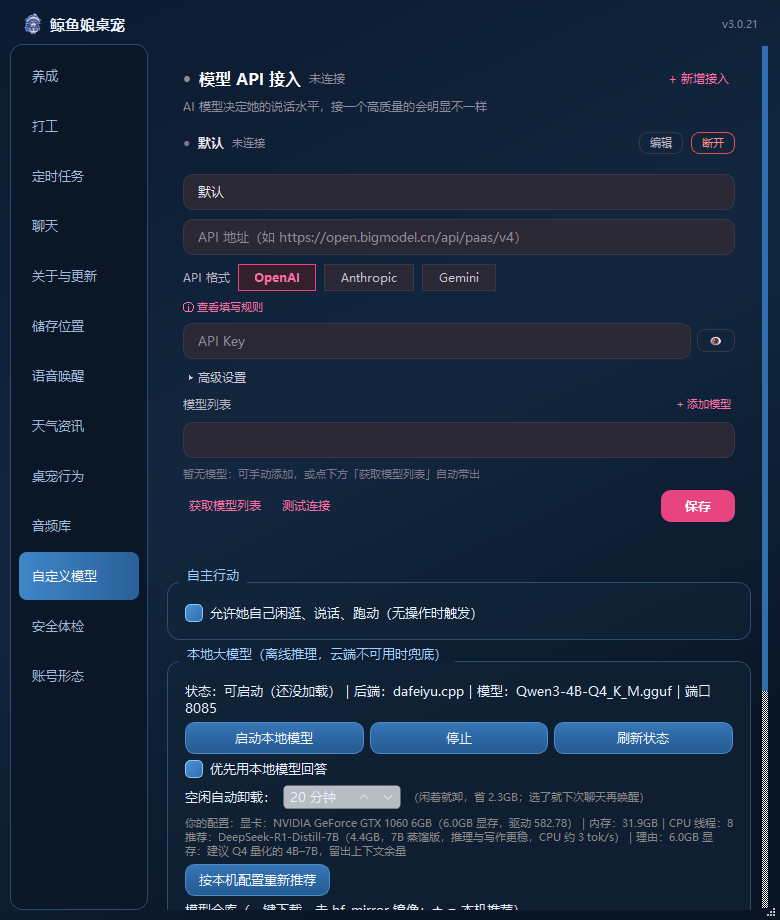 鲸鱼娘桌宠
v3.0.21
养成
打工
定时任务
聊天
关于与更新
储存位置
语音唤醒
天气资讯
桌宠行为
音频库
自定义模型
安全体检
账号形态
模型 API 接入 未连接
+ 新增接入
AI 模型决定她的说话水平，接一个高质量的会明显不一样
默认 未连接
编辑
断开
默认
API 地址（如 https://open.bigmodel.cn/api/paas/v4）
API 格式 OpenAI Anthropic Gemini
查看填写规则
API Key
高级设置
模型列表
+ 添加模型
暂无模型：可手动添加，或点下方「获取模型列表」自动带出
获取模型列表 测试连接
保存
自主行动
允许她自己闲逛、说话、跑动（无操作时触发）
本地大模型（离线推理，云端不可用时兜底）
状态：可启动（还没加载） | 后端：dafeiyu.cpp | 模型：Qwen3-4B-Q4_K_M.gguf | 端口
8085
启动本地模型 停止 刷新状态
优先用本地模型回答
空闲自动卸载： 20 分钟 （闲着就卸，省 2.3GB；选了就下次聊天再唤醒）
你的配置：显卡：NVIDIA GeForce GTX 1060 6GB（6.0GB 显存，驱动 582.78） | 内存：31.9GB | CPU 线程：8
推荐：DeepSeek-R1-Distill-7B（4.4GB，7B 蒸馏版，推理与写作更稳，CPU 约 3 tok/s） | 理由：6.0GB 显
存：建议 Q4 量化的 4B–7B，留出上下文余量
按本机配置重新推荐